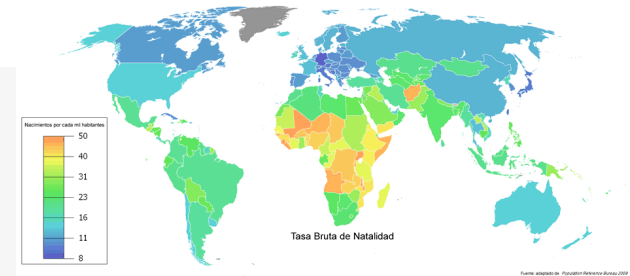 Nacimientos por cada mil habitantes
50
40
31
23
16
11
8
Tasa Bruta de Natalidad
Fuente: adaptado de Population Reference Bureau 2009